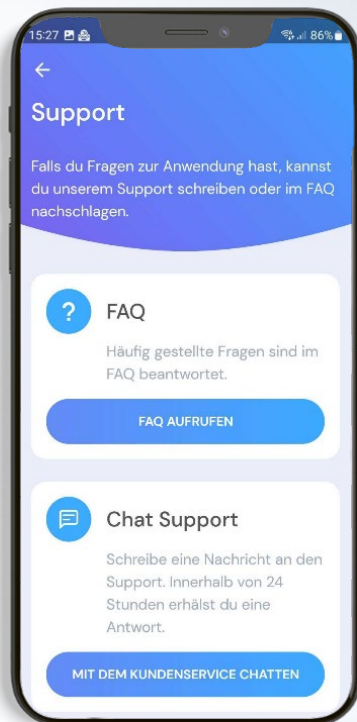 15:27 86%
Support
Falls du Fragen zur Anwendung hast, kannst
du unserem Support schreiben oder im FAQ
nachschlagen.
?
FAQ
Häufig gestellte Fragen sind im
FAQ beantwortet.
FAQ AUFRUFEN
Chat Support
Schreibe eine Nachricht an den
Support. Innerhalb von 24
Stunden erhälst du eine
Antwort.
MIT DEM KUNDENSERVICE CHATTEN